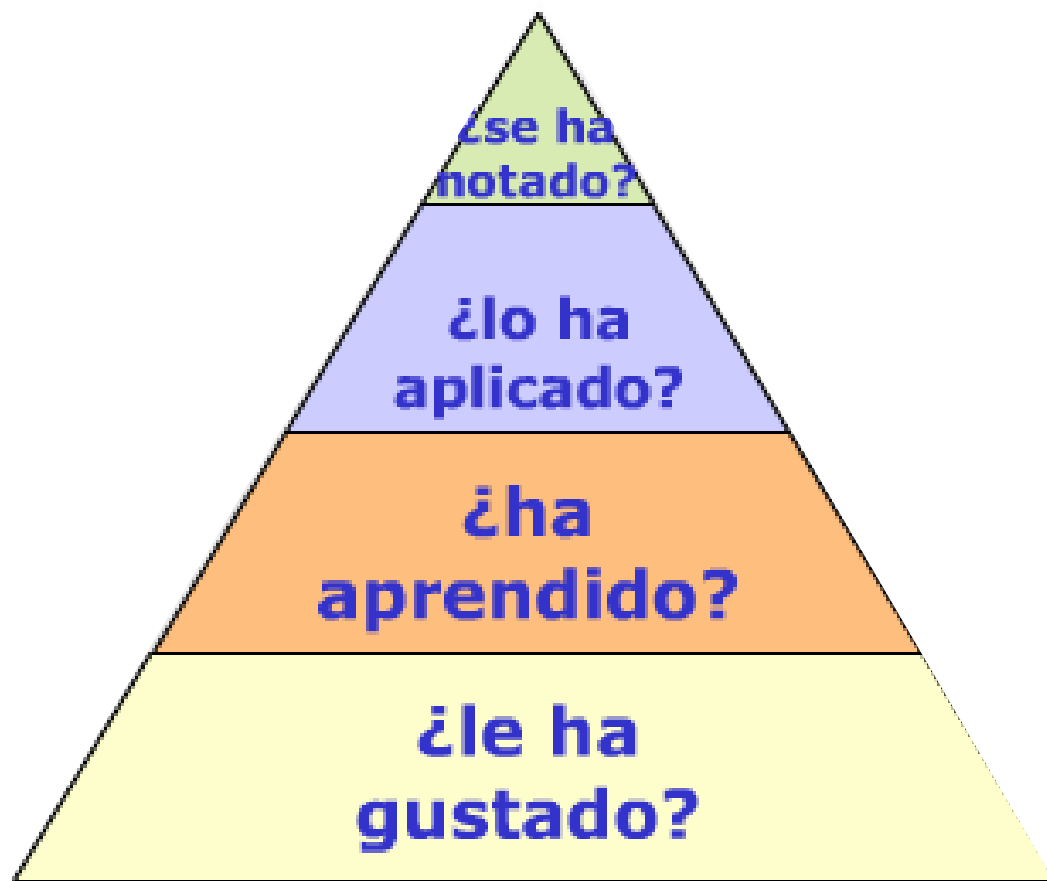 ¿se ha
notado?
¿lo ha
aplicado?
¿ha
aprendido?
¿le ha
gustado?